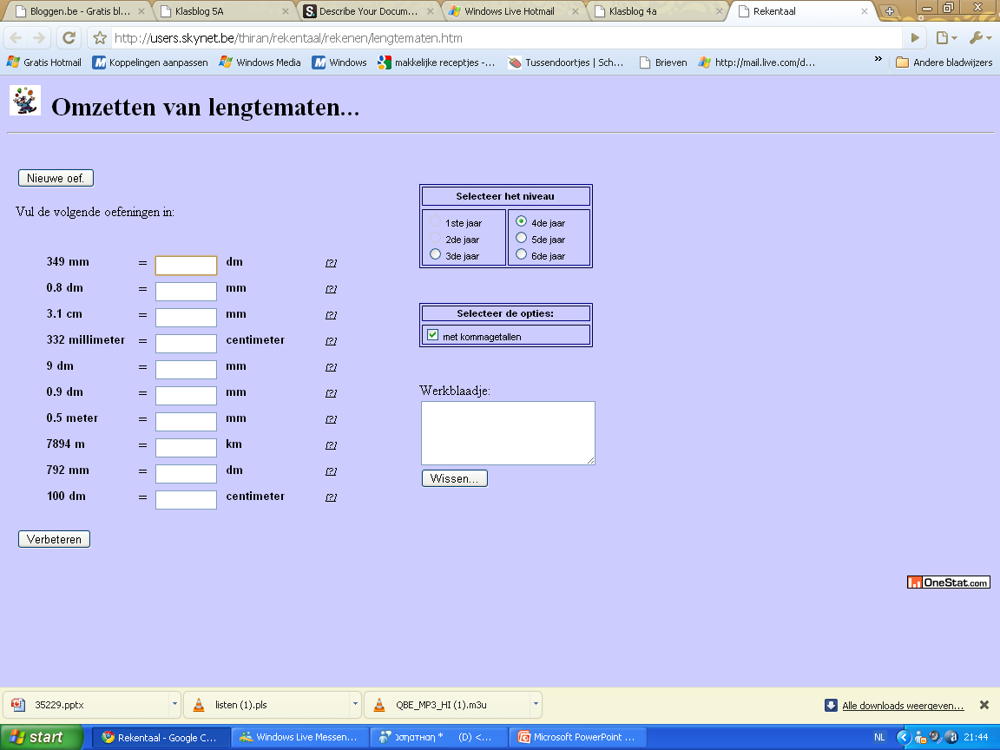 Bloggen.be - Gratis bl... Klasblog 5A Describe Your Docum... Windows Live Hotmail Klasblog 4a Rekentaal
http://users.skynet.be/thiran/rekentaal/rekenen/lengtematen.htm
Gratis Hotmail Koppelingen aanpassen Windows Media Windows makkelijke receptjes -... Tussendoortjes | Sch... Brieven http://mail.live.com/d... » Andere bladwijzers
Omzetten van lengtematen...
Nieuwe oef.
Vul de volgende oefeningen in:
349 mm = dm [?]
0.8 dm = mm [?]
3.1 cm = mm [?]
332 millimeter = centimeter [?]
9 dm = mm [?]
0.9 dm = mm [?]
0.5 meter = mm [?]
7894 m = km [?]
792 mm = dm [?]
100 dm = centimeter [?]
Verbeteren
Selecteer het niveau
1ste jaar 4de jaar
2de jaar 5de jaar
3de jaar 6de jaar
Selecteer de opties:
met kommagetallen
Werkblaadje:
Wissen...
OneStat.com
35229.pptx listen (1).pls QBE_MP3_HI (1).m3u Alle downloads weergeven...
start Rekentaal - Google C... Windows Live Messen... (D) <... Microsoft PowerPoint ... NL 21:44